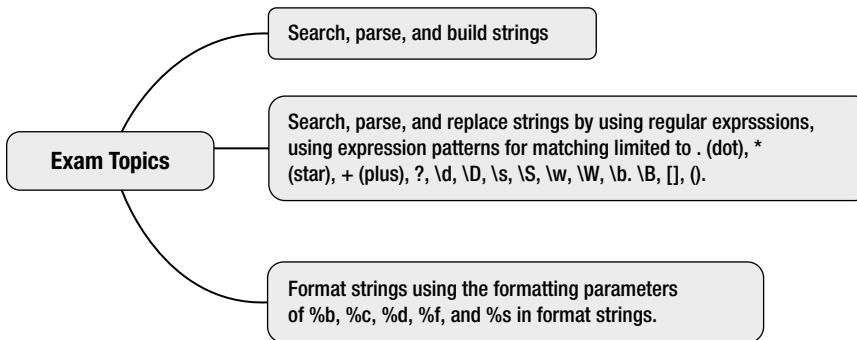 Exam Topics
Search, parse, and build strings
Search, parse, and replace strings by using regular exprsssions,
using expression patterns for matching limited to . (dot), *
(star), + (plus), ?, \d, \D, \s, \S, \w, \W, \b. \B, [], ().
Format strings using the formatting parameters
of %b, %c, %d, %f, and %s in format strings.